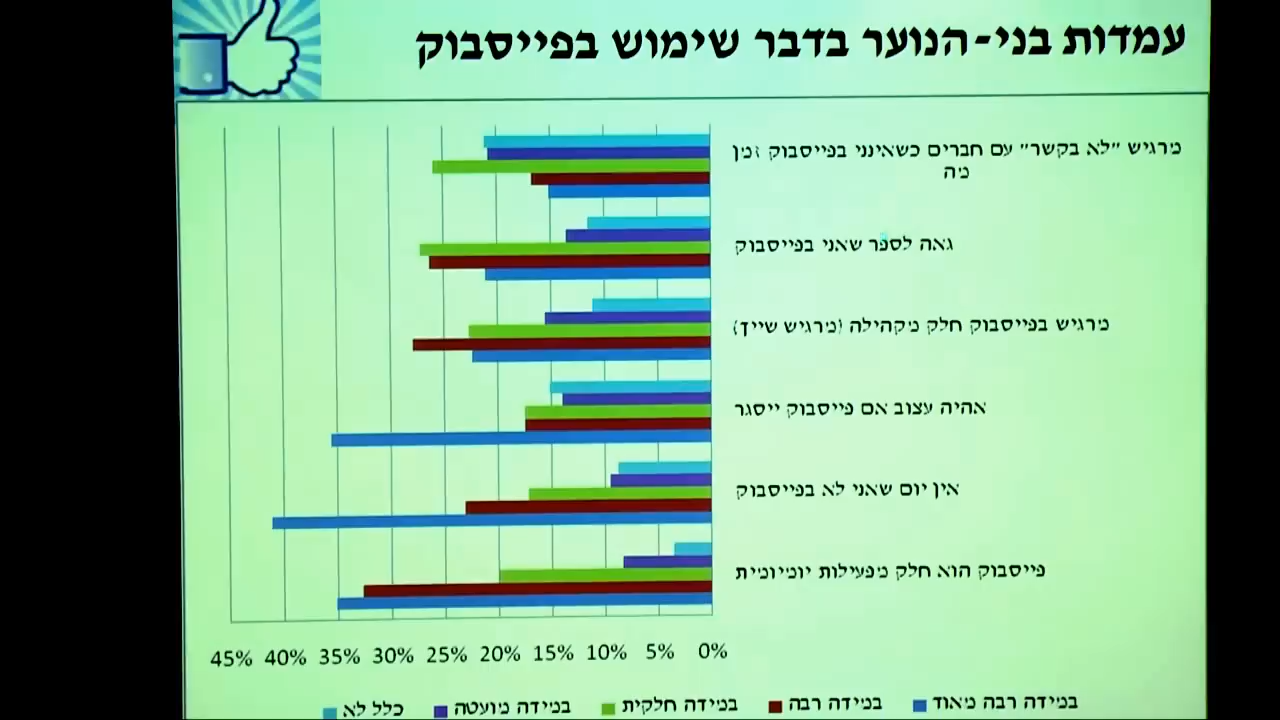 עמדות בני-הנוער בדבר שימוש בפייסבוק
מרגיש "לא בקשר" עם חברים כשאינני בפייסבוק זמן
מה
גאה לספר שאני בפייסבוק
מרגיש בפייסבוק חלק מקהילה (מרגיש שייך)
אהיה עצוב אם פייסבוק ייסגר
אין יום שאני לא בפייסבוק
פייסבוק הוא חלק מפעילות יומיומית
45% 40% 35% 30% 25% 20% 15% 10% 5% 0%
במידה רבה מאוד במידה רבה במידה חלקית במידה מועטה כלל לא